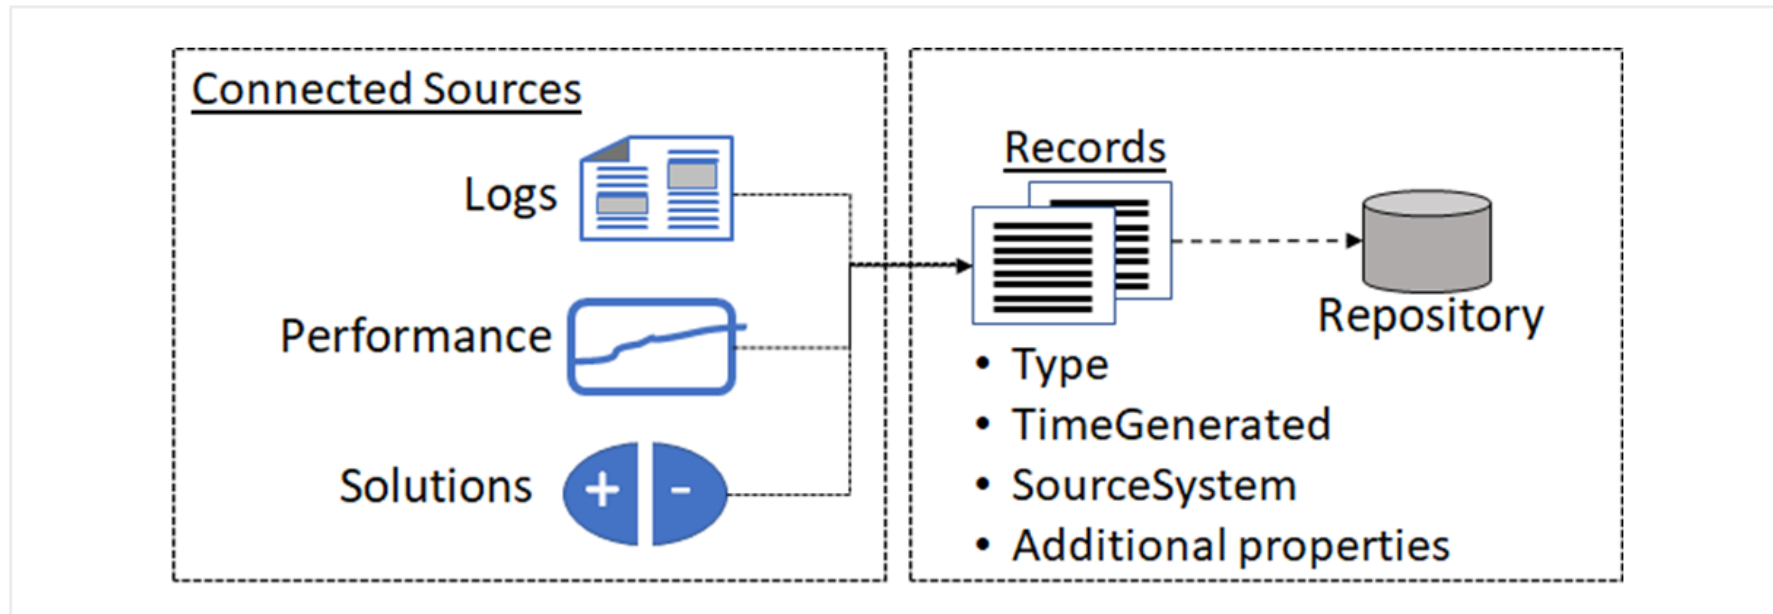 Connected Sources
Logs
Performance
Solutions
+ -
Records
Repository
• Type
• TimeGenerated
• SourceSystem
• Additional properties